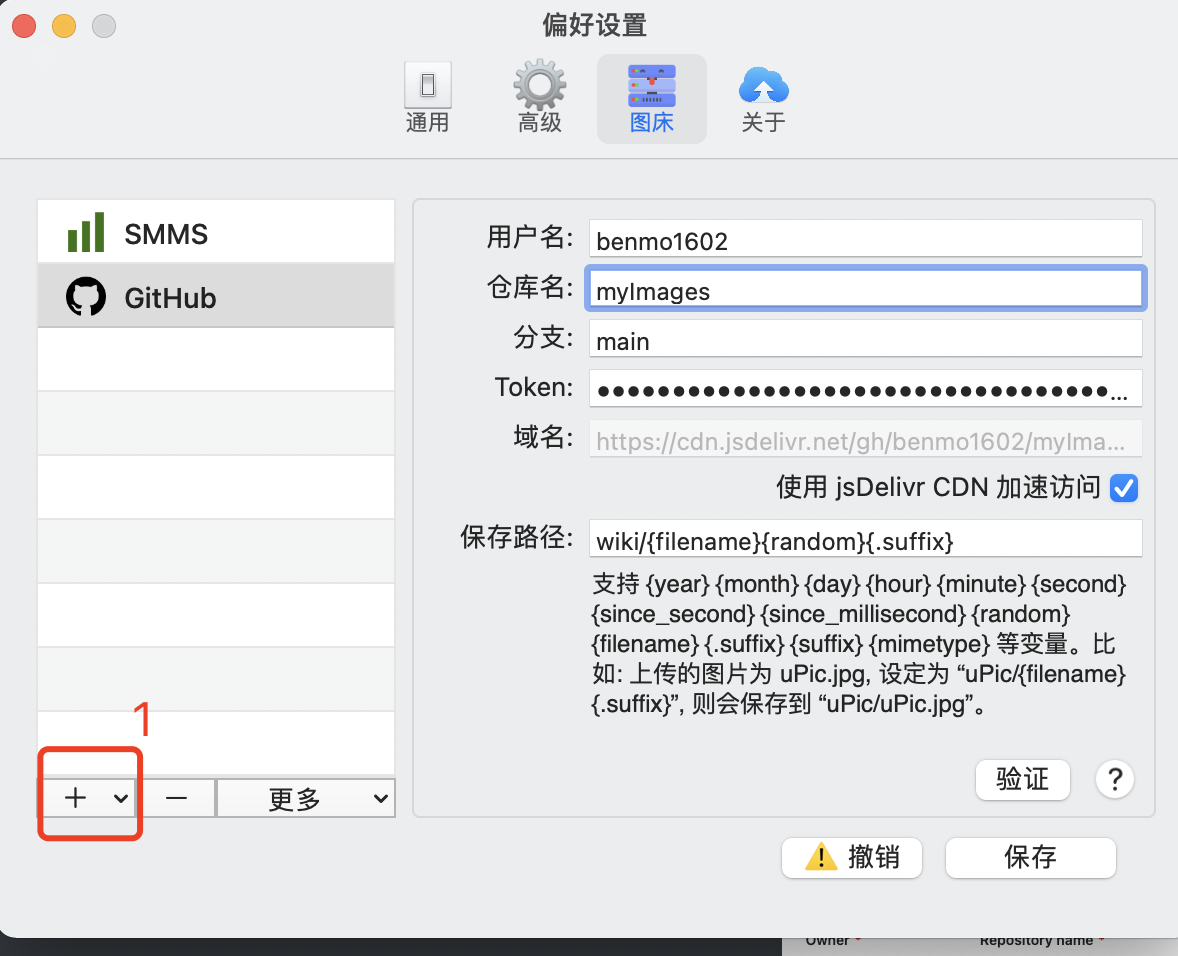 偏好设置
通用
高级
图床
关于
SMMS
GitHub
用户名: benmo1602
仓库名: myImages
分支: main
Token: ●●●●●●●●●●●●●●●●●●●●●●●●●●●●●●●●●●...
域名: https://cdn.jsdelivr.net/gh/benmo1602/myIma...
使用 jsDelivr CDN 加速访问
保存路径: wiki/{filename}{random}{.suffix}
支持 {year} {month} {day} {hour} {minute} {second}
{since_second} {since_millisecond} {random}
{filename} {.suffix} {suffix} {mimetype} 等变量。比
如: 上传的图片为 uPic.jpg, 设定为 “uPic/{filename}
{.suffix}”, 则会保存到 “uPic/uPic.jpg”。
1
+
—
更多
验证
?
撤销
保存
Owner *
Repository name *